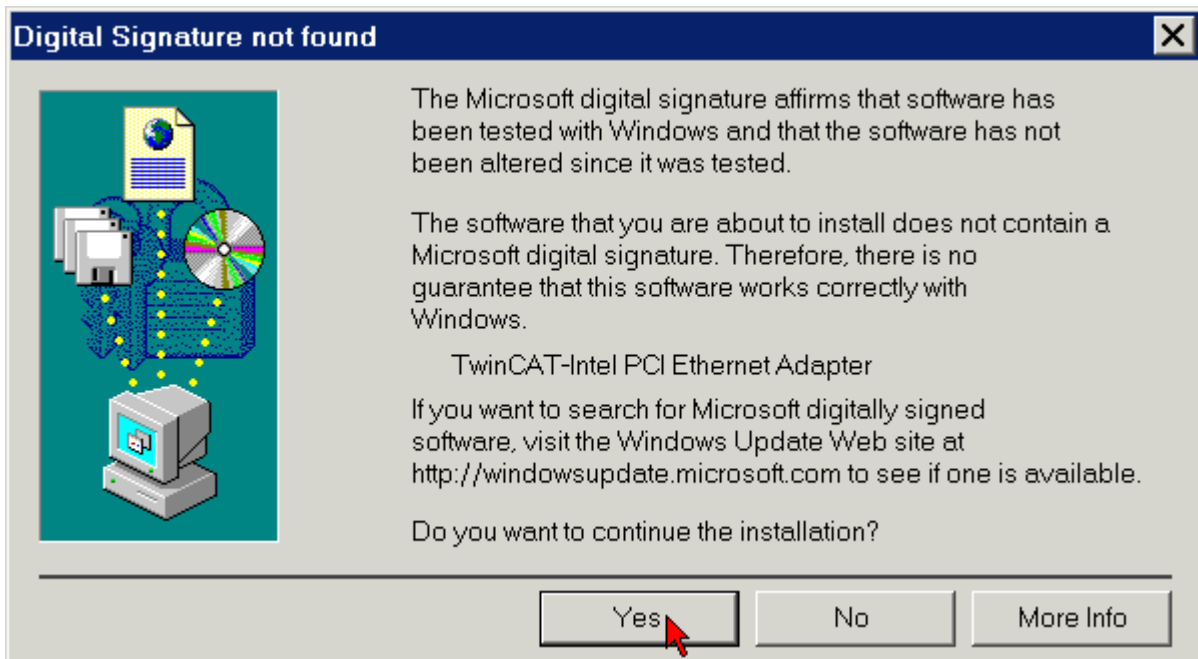 Digital Signature not found
The Microsoft digital signature affirms that software has
been tested with Windows and that the software has not
been altered since it was tested.
The software that you are about to install does not contain a
Microsoft digital signature. Therefore, there is no
guarantee that this software works correctly with
Windows.
TwinCAT-Intel PCI Ethernet Adapter
If you want to search for Microsoft digitally signed
software, visit the Windows Update Web site at
http://windowsupdate.microsoft.com to see if one is available.
Do you want to continue the installation?
Yes
No
More Info